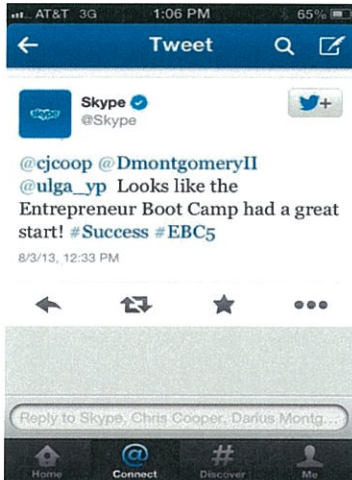 AT&T 3G 1:06 PM 65%
Tweet
skype Skype
@Skype
@cjcoop @DmontgomeryII
@ulga_yp Looks like the
Entrepreneur Boot Camp had a great
start! #Success #EBC5
8/3/13, 12:33 PM
Reply to Skype, Chris Cooper, Darius Montg...
Home Connect Discover Me